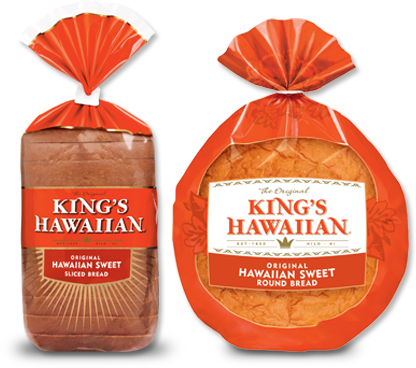 The Original
KING'S
HAWAIIAN
ORIGINAL
HAWAIIAN SWEET
SLICED BREAD
The Original
KING'S
HAWAIIAN
EST·1950 HILO·HI
ORIGINAL
HAWAIIAN SWEET
ROUND BREAD